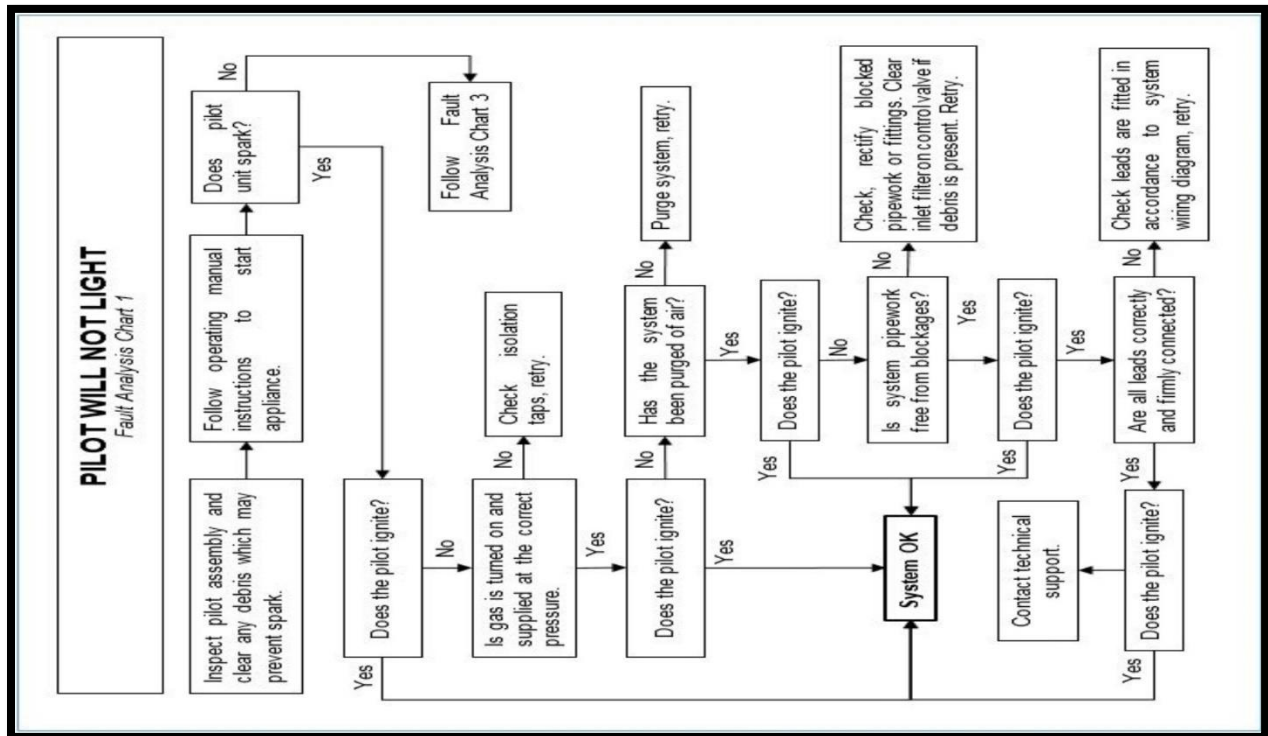 PILOT WILL NOT LIGHT
Fault Analysis Chart 1
Inspect pilot assembly and
clear any debris which may
prevent spark.
Follow operating manual
instructions to start
appliance.
Does pilot
unit spark?
No
Yes
Follow Fault
Analysis Chart 3
Does the pilot ignite?
Yes
No
Is gas is turned on and
supplied at the correct
pressure.
No
Check isolation
taps, retry.
Yes
Does the pilot ignite?
Yes
No
Has the system
been purged of air?
No
Purge system, retry.
Yes
Does the pilot ignite?
Yes
No
Is system pipework
free from blockages?
No
Check, rectify blocked
pipework or fittings. Clear
inlet filter on control valve if
debris is present. Retry.
Yes
Does the pilot ignite?
Yes
Yes
System OK
Are all leads correctly
and firmly connected?
No
Check leads are fitted in
accordance to system
wiring diagram, retry.
Yes
Does the pilot ignite?
Yes
Contact technical
support.